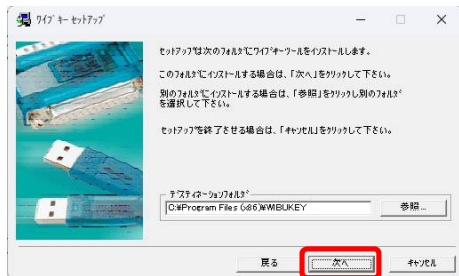 ﾜｲﾌﾞ ｷｰ ｾｯﾄｱｯﾌﾟ
ｾｯﾄｱｯﾌﾟは次のﾌｫﾙﾀﾞにﾜｲﾌﾞｷｰﾂｰﾙをｲﾝｽﾄｰﾙします。
このﾌｫﾙﾀﾞにｲﾝｽﾄｰﾙする場合は、「次へ」をｸﾘｯｸして下さい。
別のﾌｫﾙﾀﾞにｲﾝｽﾄｰﾙする場合は、「参照」をｸﾘｯｸし別のﾌｫﾙﾀﾞ
を選択して下さい。
ｾｯﾄｱｯﾌﾟを終了させる場合は、「ｷｬﾝｾﾙ」をｸﾘｯｸして下さい。
ﾃﾞｽﾃｨﾈｰｼｮﾝﾌｫﾙﾀﾞ
C:¥Program Files (x86)¥WIBUKEY
参照...
戻る
次へ
ｷｬﾝｾﾙ